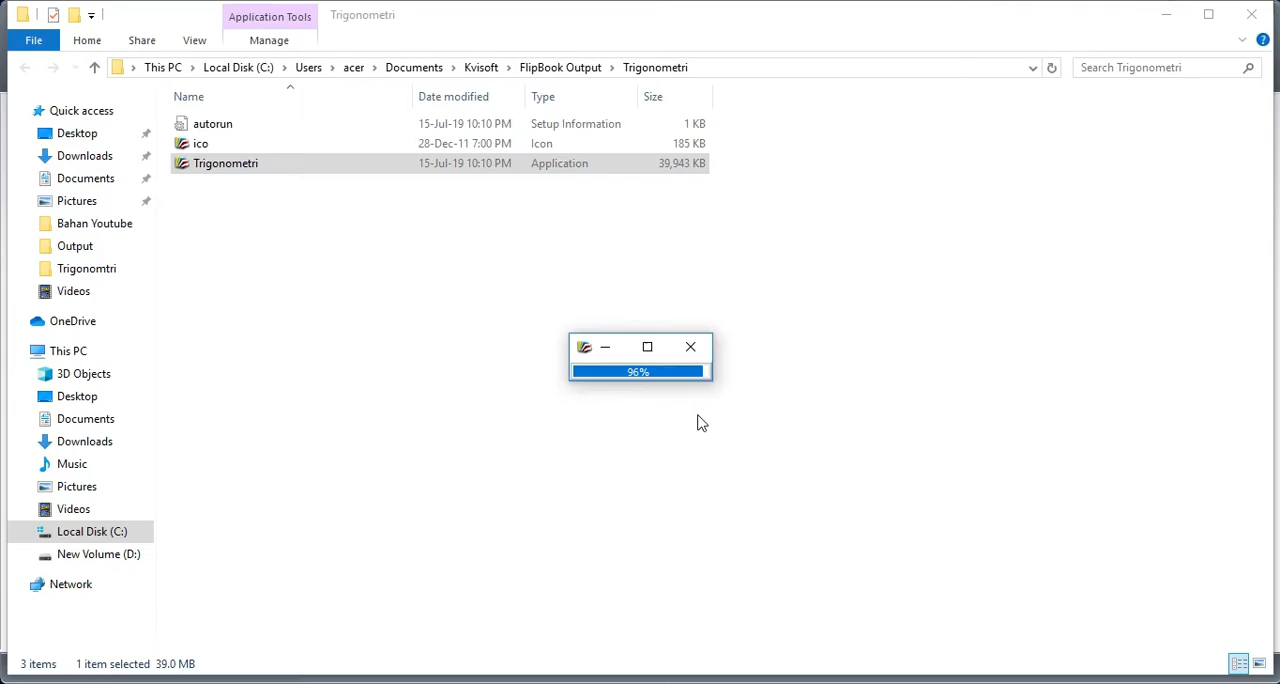 Application Tools
Trigonometri
File
Home
Share
View
Manage
This PC
Local Disk (C:)
Users
acer
Documents
Kvisoft
FlipBook Output
Trigonometri
Search Trigonometri
Name
Date modified
Type
Size
autorun
15-Jul-19 10:10 PM
Setup Information
1 KB
ico
28-Dec-11 7:00 PM
Icon
185 KB
Trigonometri
15-Jul-19 10:10 PM
Application
39,943 KB
Quick access
Desktop
Downloads
Documents
Pictures
Bahan Youtube
Output
Trigonomtri
Videos
OneDrive
This PC
3D Objects
Desktop
Documents
Downloads
Music
Pictures
Videos
Local Disk (C:)
New Volume (D:)
Network
96%
3 items
1 item selected 39.0 MB